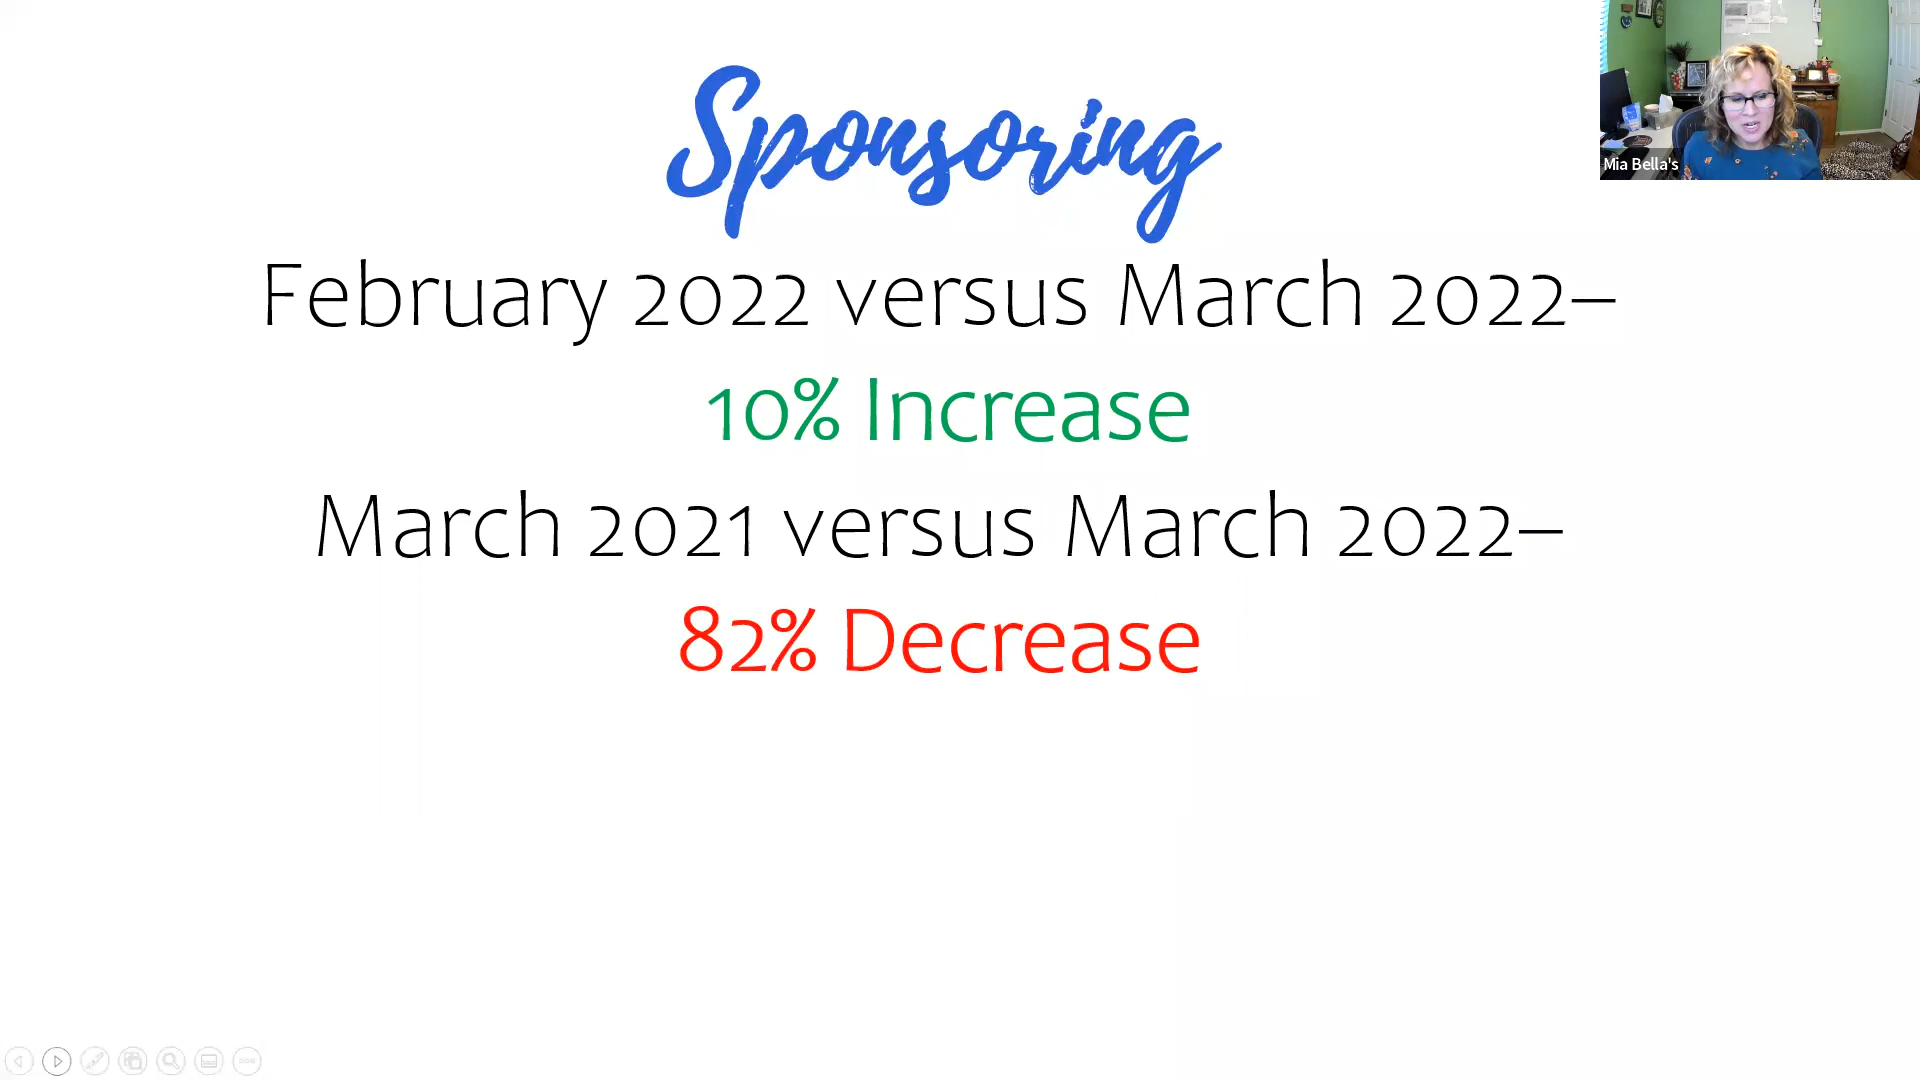 Sponsoring
Mia Bella's
February 2022 versus March 2022–
10% Increase
March 2021 versus March 2022–
82% Decrease